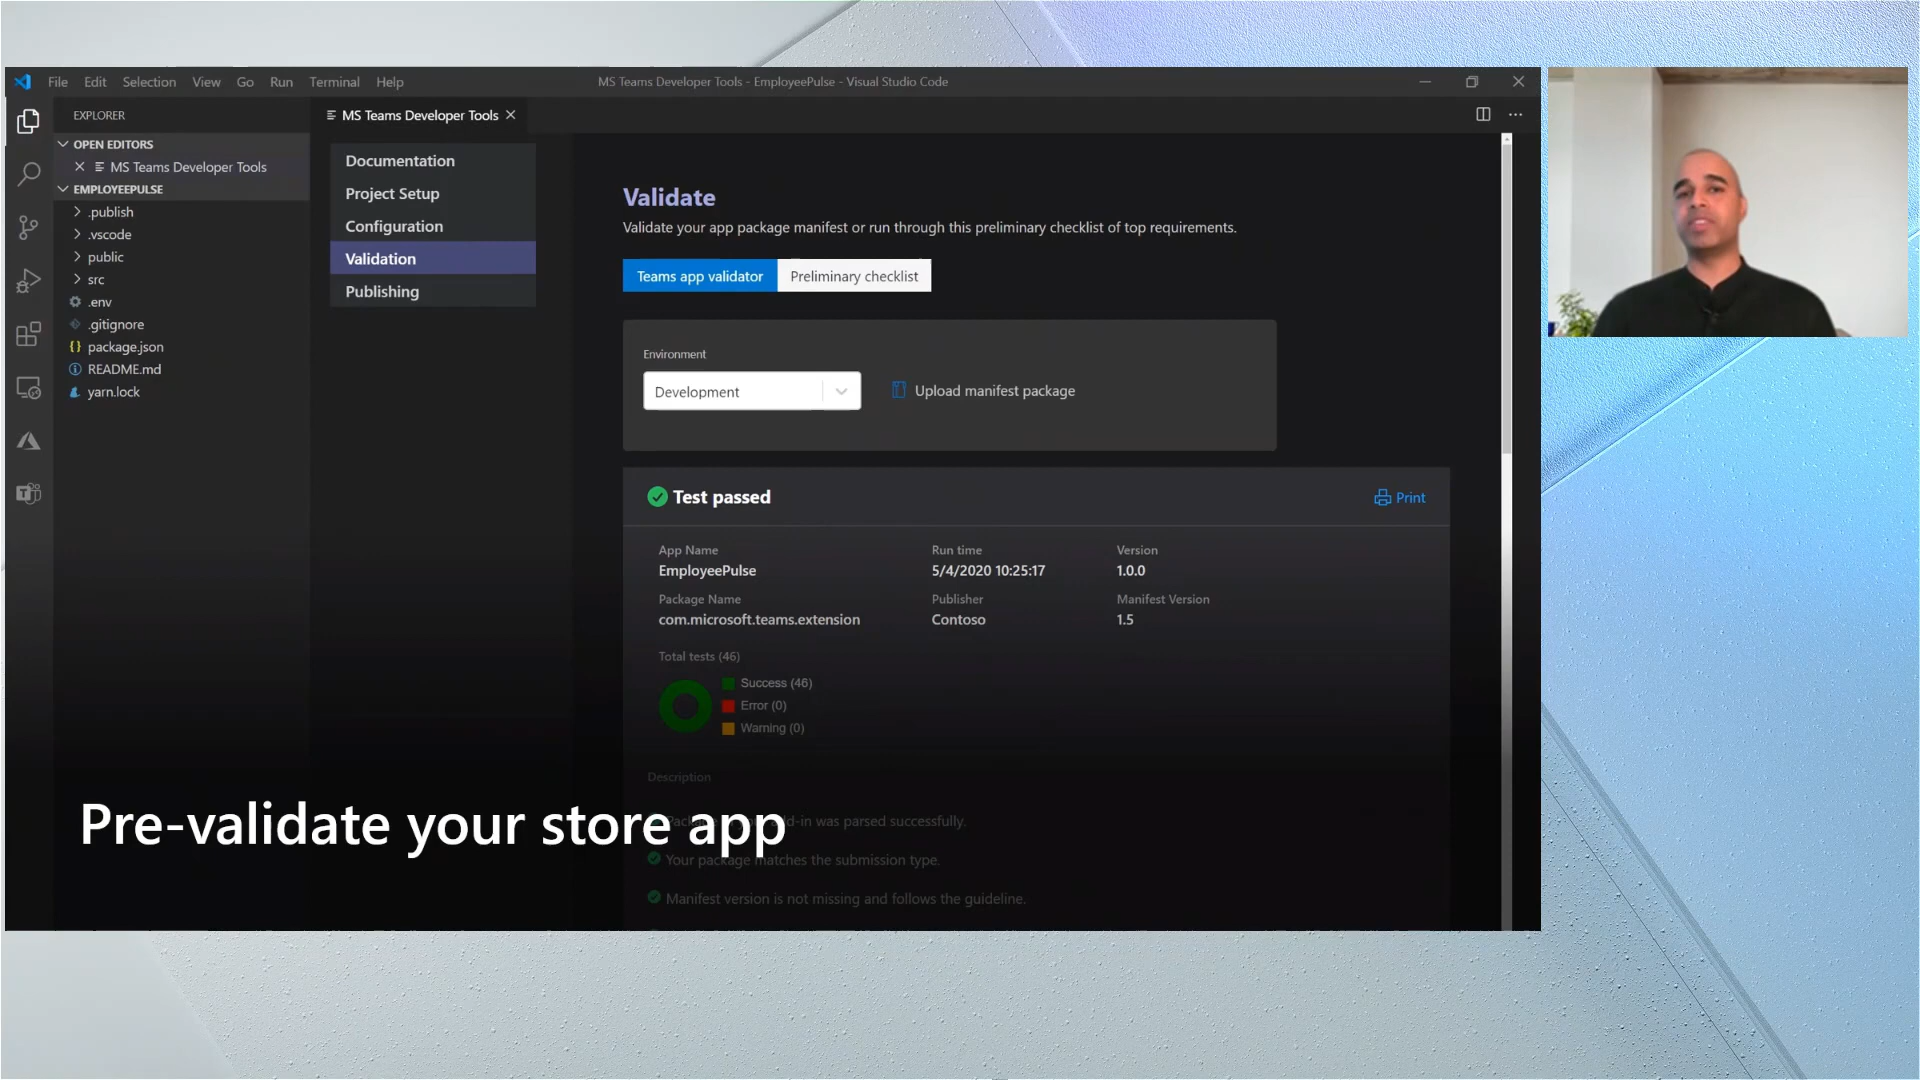 File Edit Selection View Go Run Terminal Help
MS Teams Developer Tools - EmployeePulse - Visual Studio Code
EXPLORER
OPEN EDITORS
MS Teams Developer Tools
EMPLOYEEPULSE
.publish
.vscode
public
src
.env
.gitignore
package.json
README.md
yarn.lock
MS Teams Developer Tools
Documentation
Project Setup
Configuration
Validation
Publishing
Validate
Validate your app package manifest or run through this preliminary checklist of top requirements.
Teams app validator Preliminary checklist
Environment
Development
Upload manifest package
Test passed
Print
App Name Run time Version
EmployeePulse 5/4/2020 10:25:17 1.0.0
Package Name Publisher Manifest Version
com.microsoft.teams.extension Contoso 1.5
Total tests (46)
Success (46)
Error (0)
Warning (0)
Description
was parsed successfully.
Your package matches the submission type.
Manifest version is not missing and follows the guideline.
Pre-validate your store app